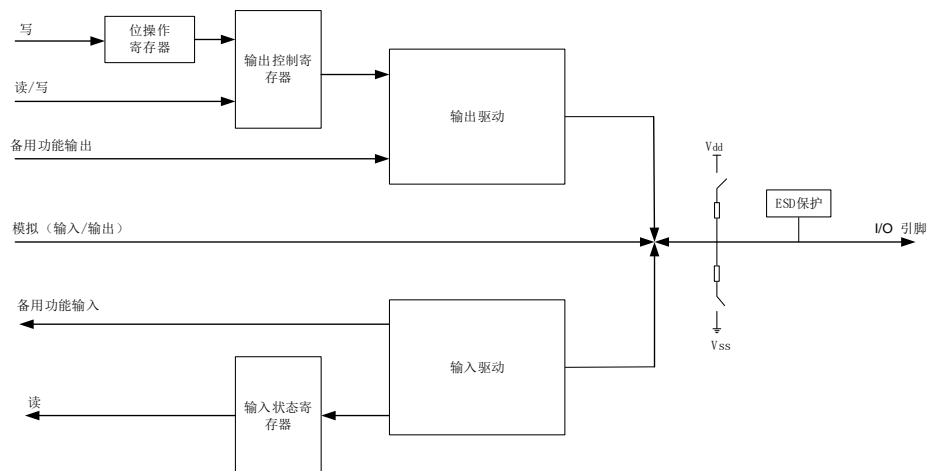 写
位操作
寄存器
输出控制寄
存器
读/写
输出驱动
备用功能输出
Vdd
ESD保护
模拟（输入/输出）
I/O 引脚
备用功能输入
Vss
输入驱动
读
输入状态寄
存器